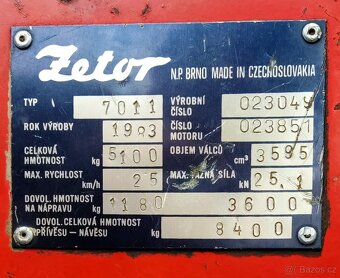 Zetor
N.P. BRNO MADE IN CZECHOSLOVAKIA
TYP 7011 VÝROBNÍ ČÍSLO 023049
ROK VÝROBY 1983 ČÍSLO MOTORU 023851
CELKOVÁ HMOTNOST kg 5100 OBJEM VÁLCŮ cm³ 3595
MAX. RYCHLOST km/h 25 MAX. TAŽNÁ SÍLA kN 25.1
DOVOL. HMOTNOST NA NÁPRAVU kg 1180 3600
DOVOL. CELKOVÁ HMOTNOST PŘÍVĚSU - NÁVĚSU kg 8400